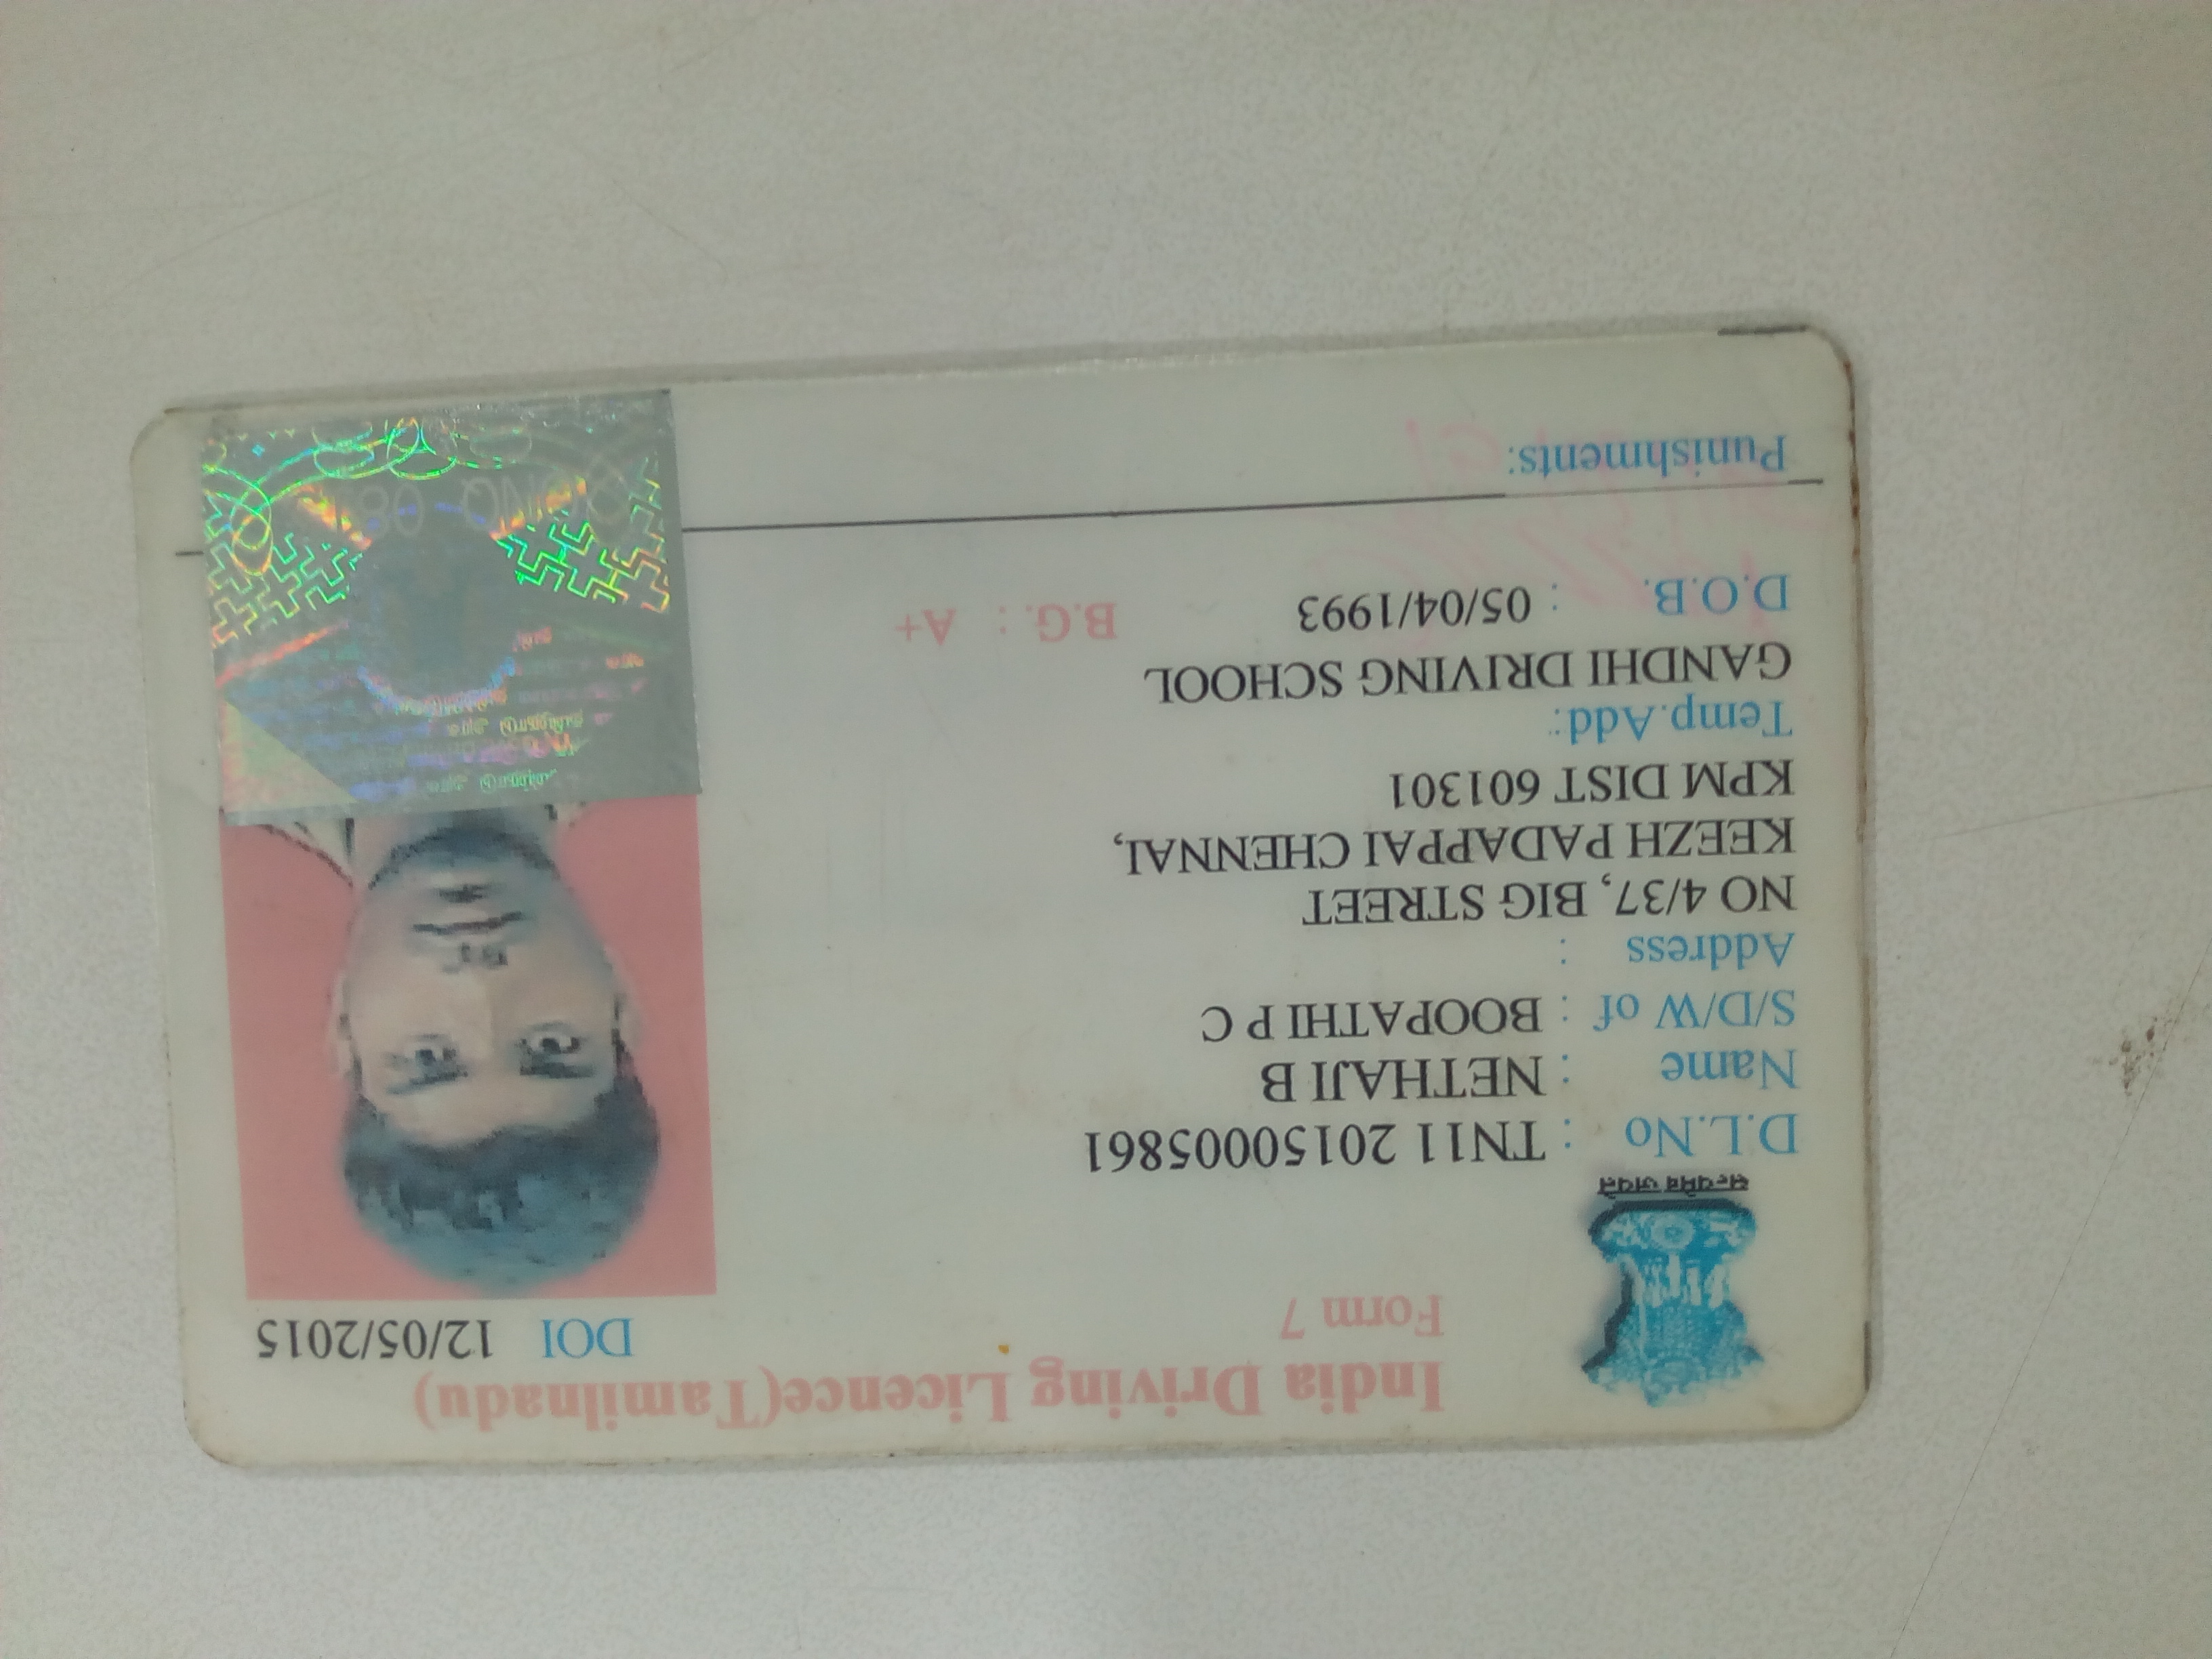 India Driving Licence(Tamilnadu)
Form 7
DOI 12/05/2015
सत्यमेव जयते
D.L.No : TN11 20150005861
Name : NETHAJI B
S/D/W of : BOOPATHI P C
Address :
NO 4/37, BIG STREET
KEEZH PADAPPAI CHENNAI,
KPM DIST 601301
Temp.Add:
GANDHI DRIVING SCHOOL
D.O.B. : 05/04/1993 B.G. : A+
Punishments: